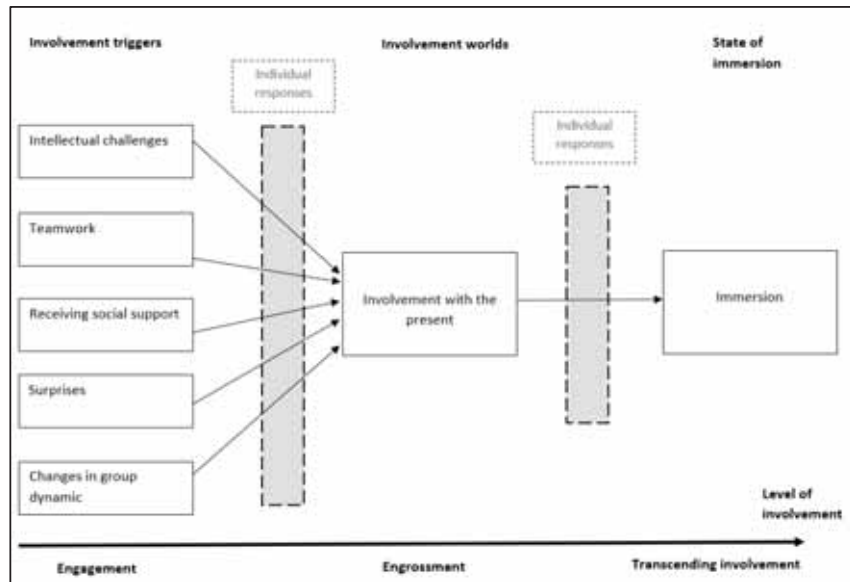 Involvement triggers
Involvement worlds
State of
immersion
Individual
responses
Individual
responses
Intellectual challenges
Teamwork
Receiving social support
Surprises
Changes in group
dynamic
Involvement with the
present
Immersion
Level of
involvement
Engagement
Engrossment
Transcending involvement